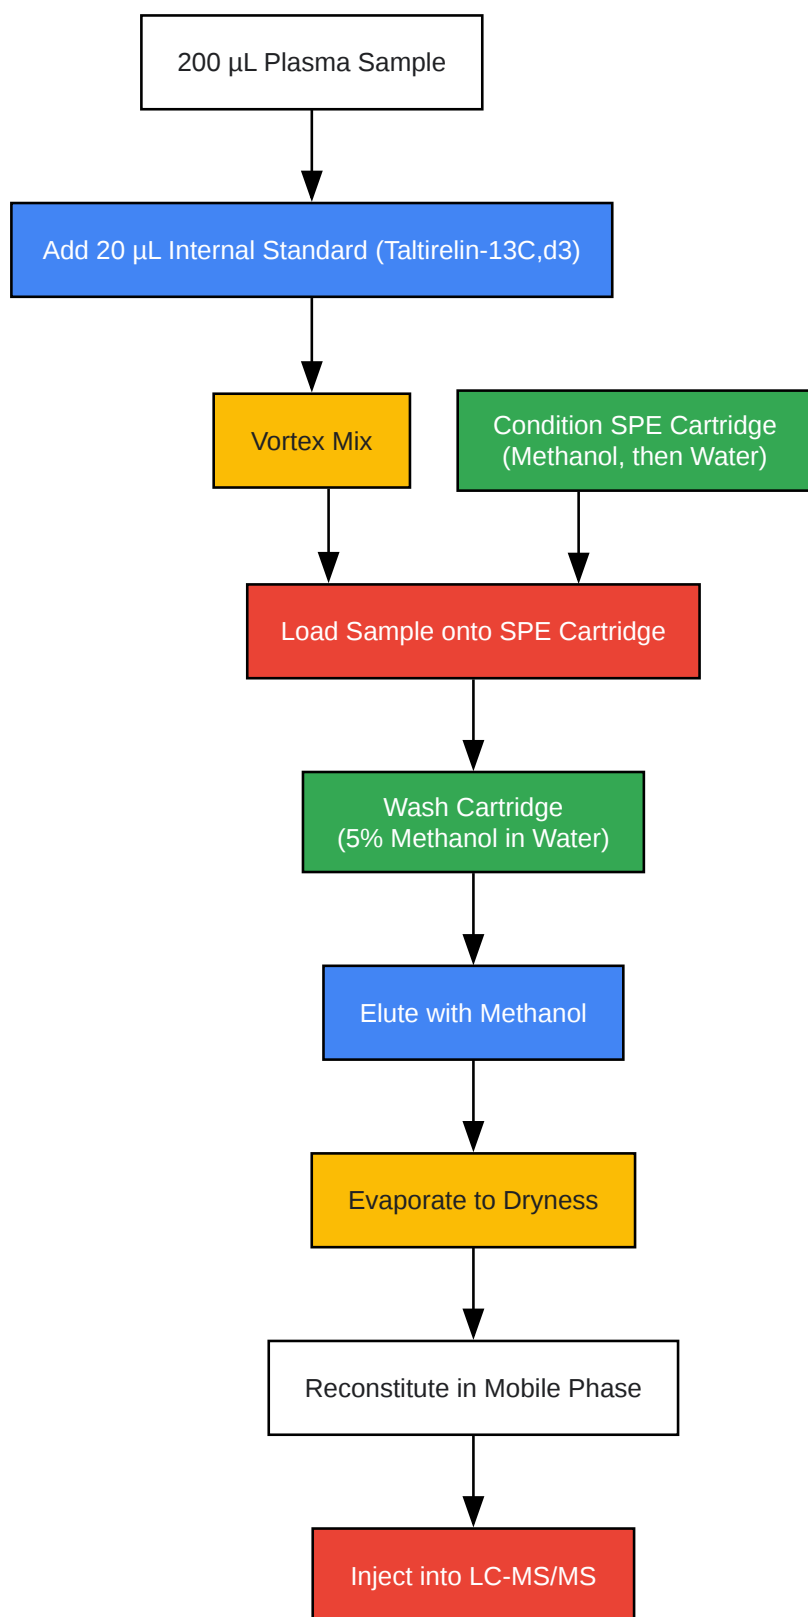 200 µL Plasma Sample
Add 20 µL Internal Standard (Taltirelin-13C,d3)
Vortex Mix
Condition SPE Cartridge
(Methanol, then Water)
Load Sample onto SPE Cartridge
Wash Cartridge
(5% Methanol in Water)
Elute with Methanol
Evaporate to Dryness
Reconstitute in Mobile Phase
Inject into LC-MS/MS